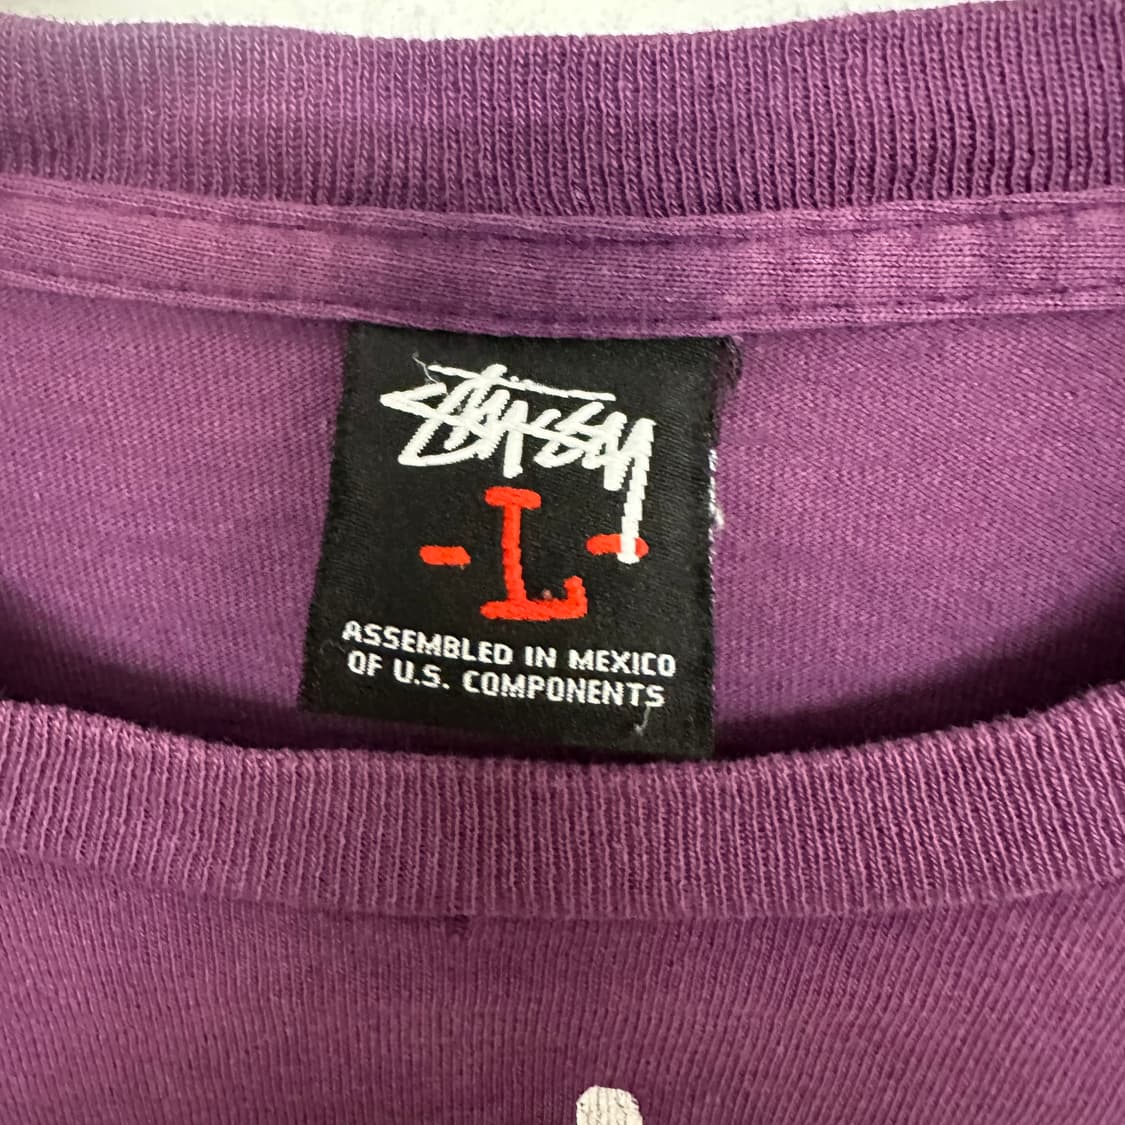 Stüssy
-L-
ASSEMBLED IN MEXICO
OF U.S. COMPONENTS